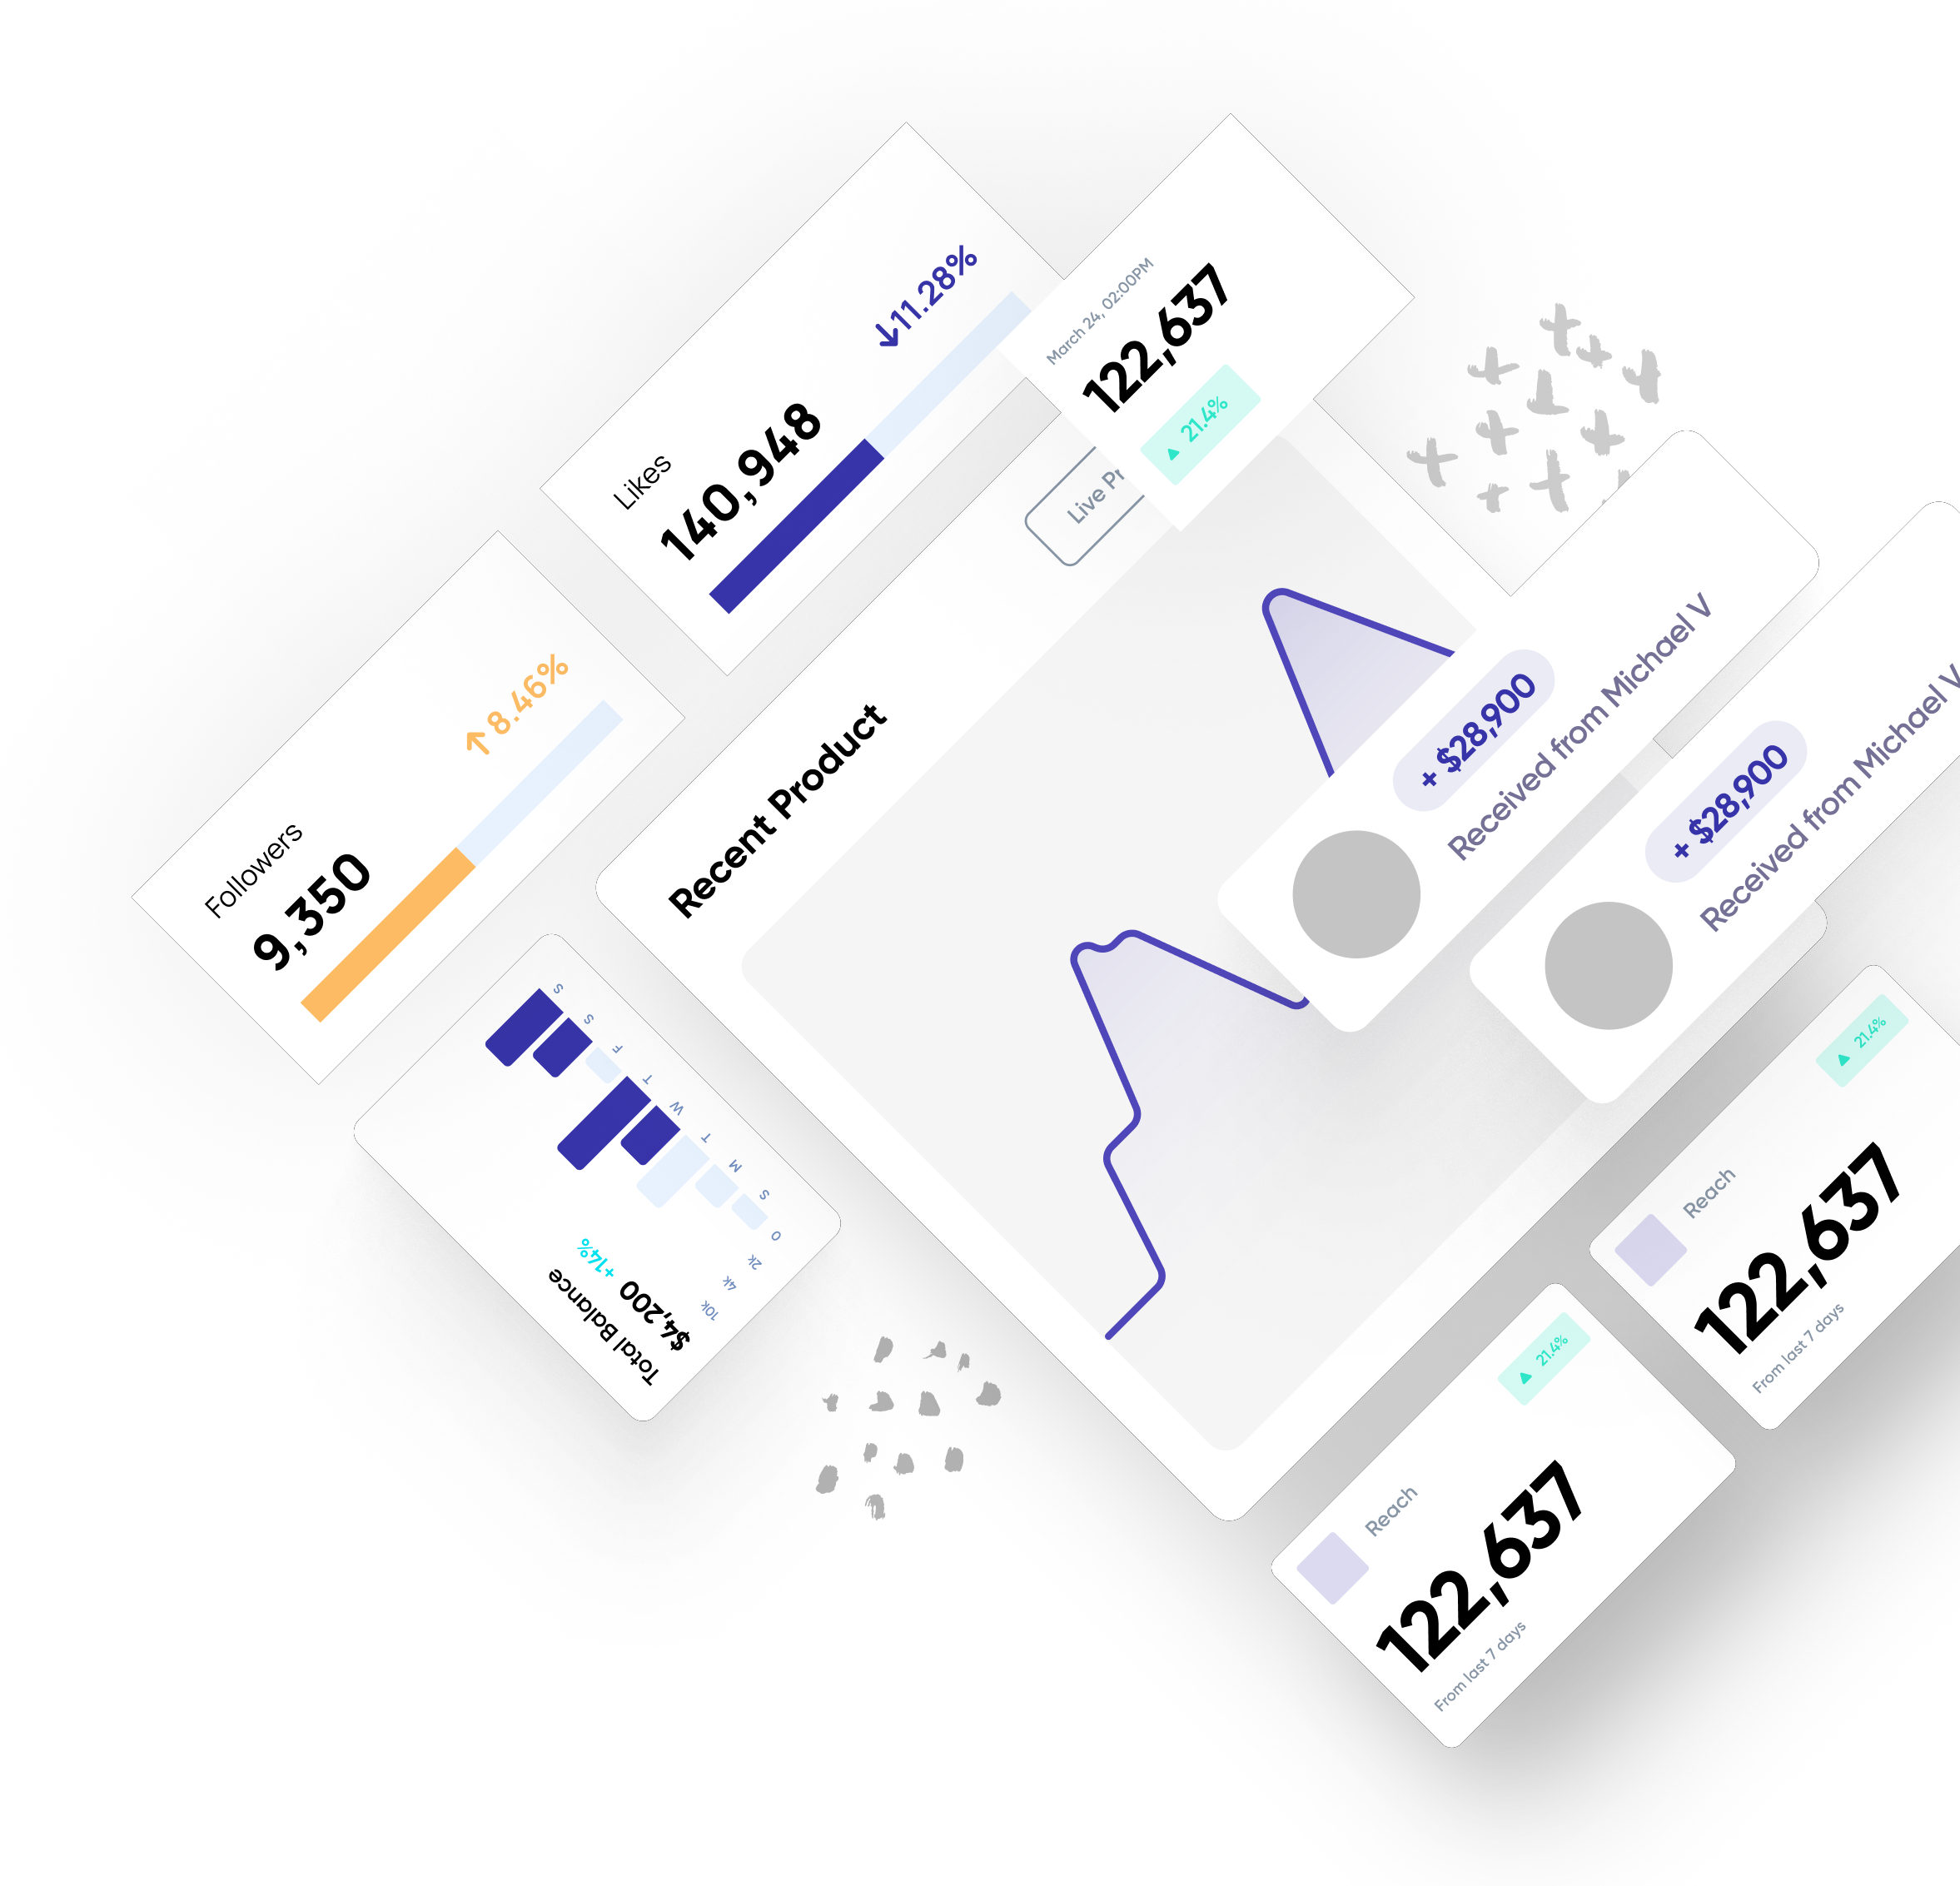 Likes
140,948
↓11.28%
March 24, 02:00PM
122,637
21.4%
Followers
9,350
↑ 8.46%
Recent Product
Live Pr
+ $28,900
Received from Michael V
+ $28,900
Received from Michael V
Total Balance
$4,200 +14%
10k
4k
2k
0
S M T W T F S S
Reach
21.4%
122,637
From last 7 days
Reach
21.4%
122,637
From last 7 days